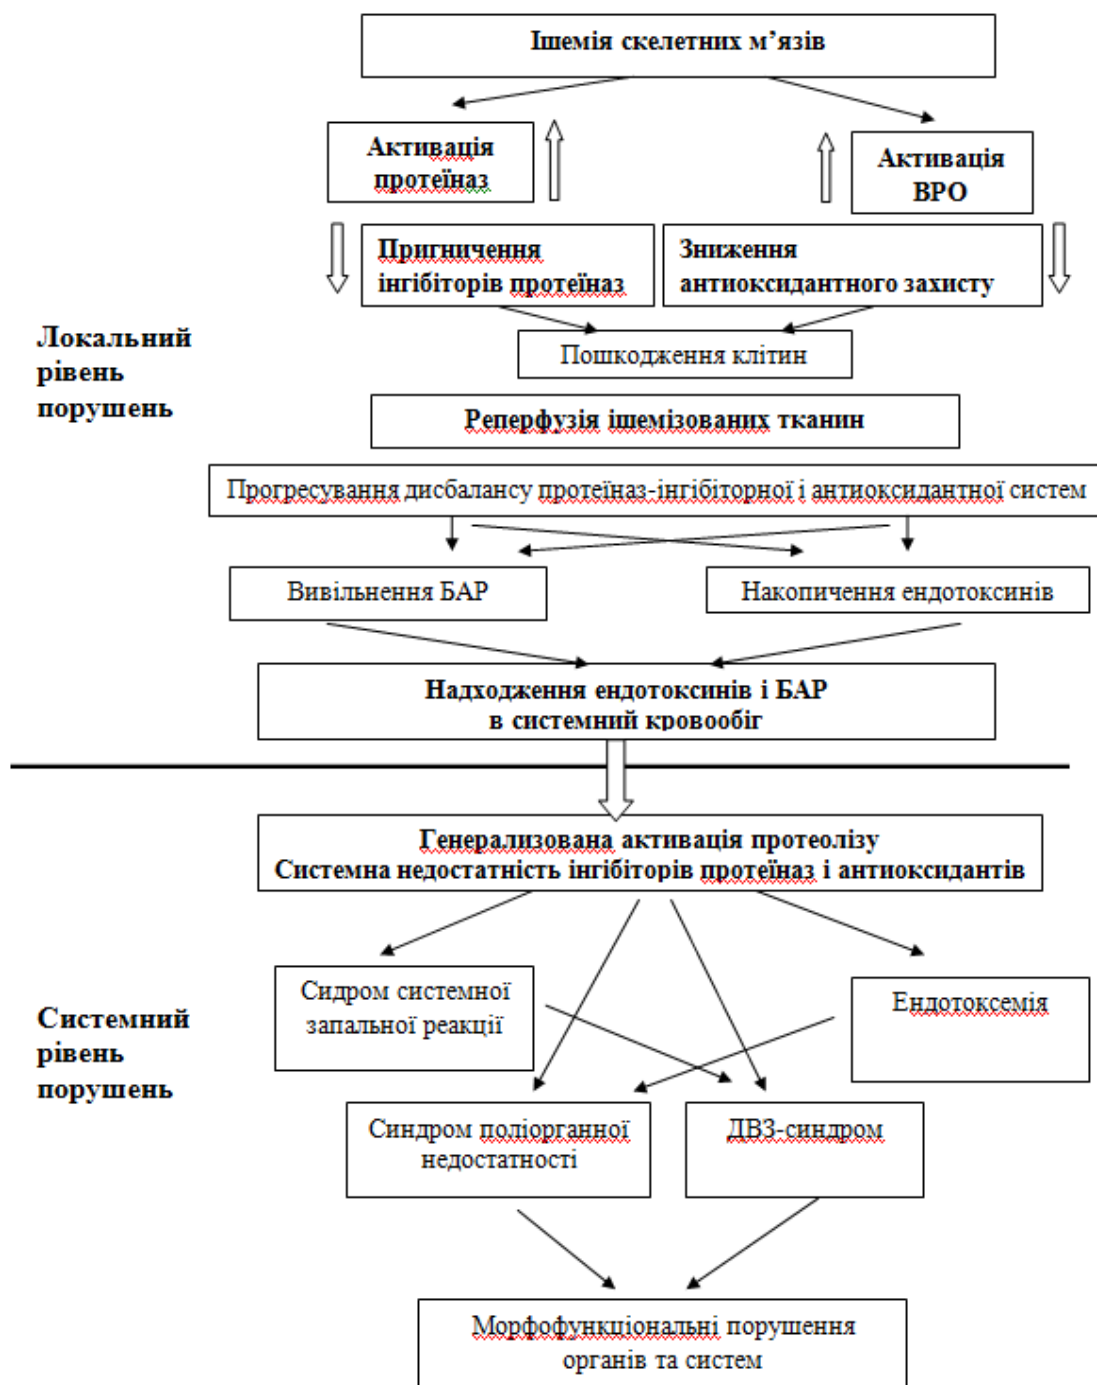 Ішемія скелетних м’язів
Активація
протеїназ
Активація
ВРО
Пригничення
інгібіторів протеїназ
Зниження
антиоксидантного захисту
Локальний
рівень
порушень
Пошкодження клітин
Реперфузія ішемізованих тканин
Прогресування дисбалансу протеїназ-інгібіторної і антиоксидантної систем
Вивільнення БАР
Накопичення ендотоксинів
Надходження ендотоксинів і БАР
в системний кровообіг
Генерализована активація протеолізу
Системна недостатність інгібіторів протеїназ і антиоксидантів
Системний
рівень
порушень
Сидром системної
запальної реакції
Ендотоксемія
Синдром поліорганної
недостатності
ДВЗ-синдром
Морфофункціональні порушення
органів та систем